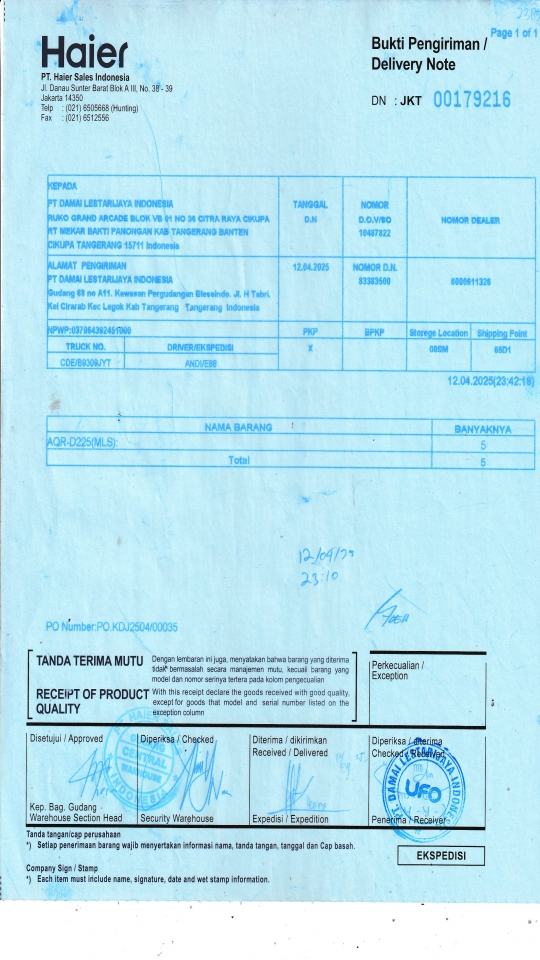 Page 1 of 1
Haier
Bukti Pengiriman /
Delivery Note
PT. Haier Sales Indonesia
Jl. Danau Sunter Barat Blok A III, No. 38 - 39
Jakarta 14350
Telp : (021) 6505668 (Hunting)
Fax : (021) 6512556
DN : JKT 00179216
KEPADA
PT DAMAI LESTARIJAYA INDONESIA
RUKO GRAND ARCADE BLOK VB 01 NO 36 CITRA RAYA CIKUPA
RT MEKAR BAKTI PANONGAN KAB TANGERANG BANTEN
CIKUPA TANGERANG 15711 Indonesia
TANGGAL
D.N
NOMOR
D.O.V/SO
10487822
NOMOR DEALER
ALAMAT PENGIRIMAN
PT DAMAI LESTARIJAYA INDONESIA
Gudang 88 no A11. Kawasan Pergudangan Blessindo. Jl. H Tabri.
Kel Cirarab Kec Legok Kab Tangerang Tangerang Indonesia
12.04.2025
NOMOR D.N.
83383500
6000611326
NPWP:
PKP
BPKP
Storege Location
Shipping Point
TRUCK NO.
DRIVER/EKSPEDISI
X
00SM
65D1
CDE/B9309JYT
ANDI/E88
12.04.2025(23:42:16)
NAMA BARANG
BANYAKNYA
AQR-D225(MLS):
5
Total
5
23:10
PO Number:PO.KDJ2504/00035
TANDA TERIMA MUTU
Dengan lembaran ini juga, menyatakan bahwa barang yang diterima
tidak bermasalah secara manajemen mutu, kecuali barang yang
model dan nomor serinya tertera pada kolom pengecualian
RECEIPT OF PRODUCT
QUALITY
With this receipt declare the goods received with good quality,
except for goods that model and serial number listed on the
exception column
Perkecualian /
Exception
Disetujui / Approved
Diperiksa / Checked
Diterima / dikirimkan
Received / Delivered
Diperiksa / diterima
Checked / Received
Kep. Bag. Gudang
Warehouse Section Head
Security Warehouse
Expedisi / Expedition
Penerima / Receiver
PT. DAMAI LESTARIJAYA INDONESIA
UFO
Tanda tangan/cap perusahaan
*) Setiap penerimaan barang wajib menyertakan informasi nama, tanda tangan, tanggal dan Cap basah.
EKSPEDISI
Company Sign / Stamp
*) Each item must include name, signature, date and wet stamp information.